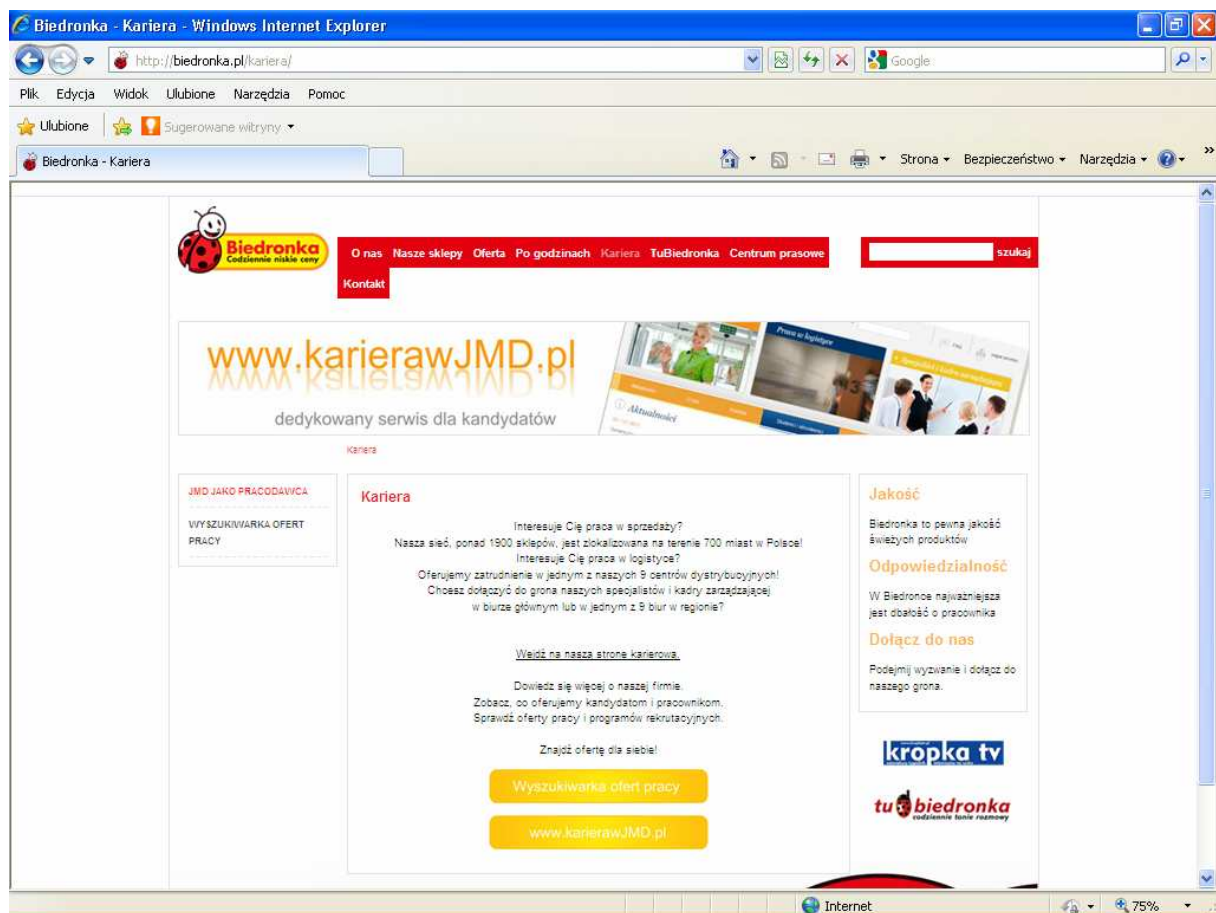 Biedronka - Kariera - Windows Internet Explorer
http://biedronka.pl/kariera/
Google
Plik Edycja Widok Ulubione Narzędzia Pomoc
Ulubione Sugerowane witryny
Biedronka - Kariera
Strona Bezpieczeństwo Narzędzia
Biedronka
Codziennie niskie ceny
O nas Nasze sklepy Oferta Po godzinach Kariera TuBiedronka Centrum prasowe
szukaj
Kontakt
www.karierawJMD.pl
dedykowany serwis dla kandydatów
Praca w logistyce
Aktualności
Kariera
JMD JAKO PRACODAWCA
WYSZUKIWARKA OFERT
PRACY
Kariera
Interesuje Cię praca w sprzedaży?
Nasza sieć, ponad 1900 sklepów, jest zlokalizowana na terenie 700 miast w Polsce!
Interesuje Cię praca w logistyce?
Oferujemy zatrudnienie w jednym z naszych 9 centrów dystrybucyjnych!
Chcesz dołączyć do grona naszych specjalistów i kadry zarządzającej
w biurze głównym lub w jednym z 9 biur w regionie?
Wejdź na naszą stronę karierową.
Dowiedz się więcej o naszej firmie.
Zobacz, co oferujemy kandydatom i pracownikom.
Sprawdź oferty pracy i programów rekrutacyjnych.
Znajdź ofertę dla siebie!
Wyszukiwarka ofert pracy
www.karierawJMD.pl
Jakość
Biedronka to pewna jakość
świeżych produktów
Odpowiedzialność
W Biedronce najważniejsza
jest dbałość o pracownika
Dołącz do nas
Podejmij wyzwanie i dołącz do
naszego grona.
kropka tv
tu biedronka
codziennie tanie rozmowy
Internet
75%